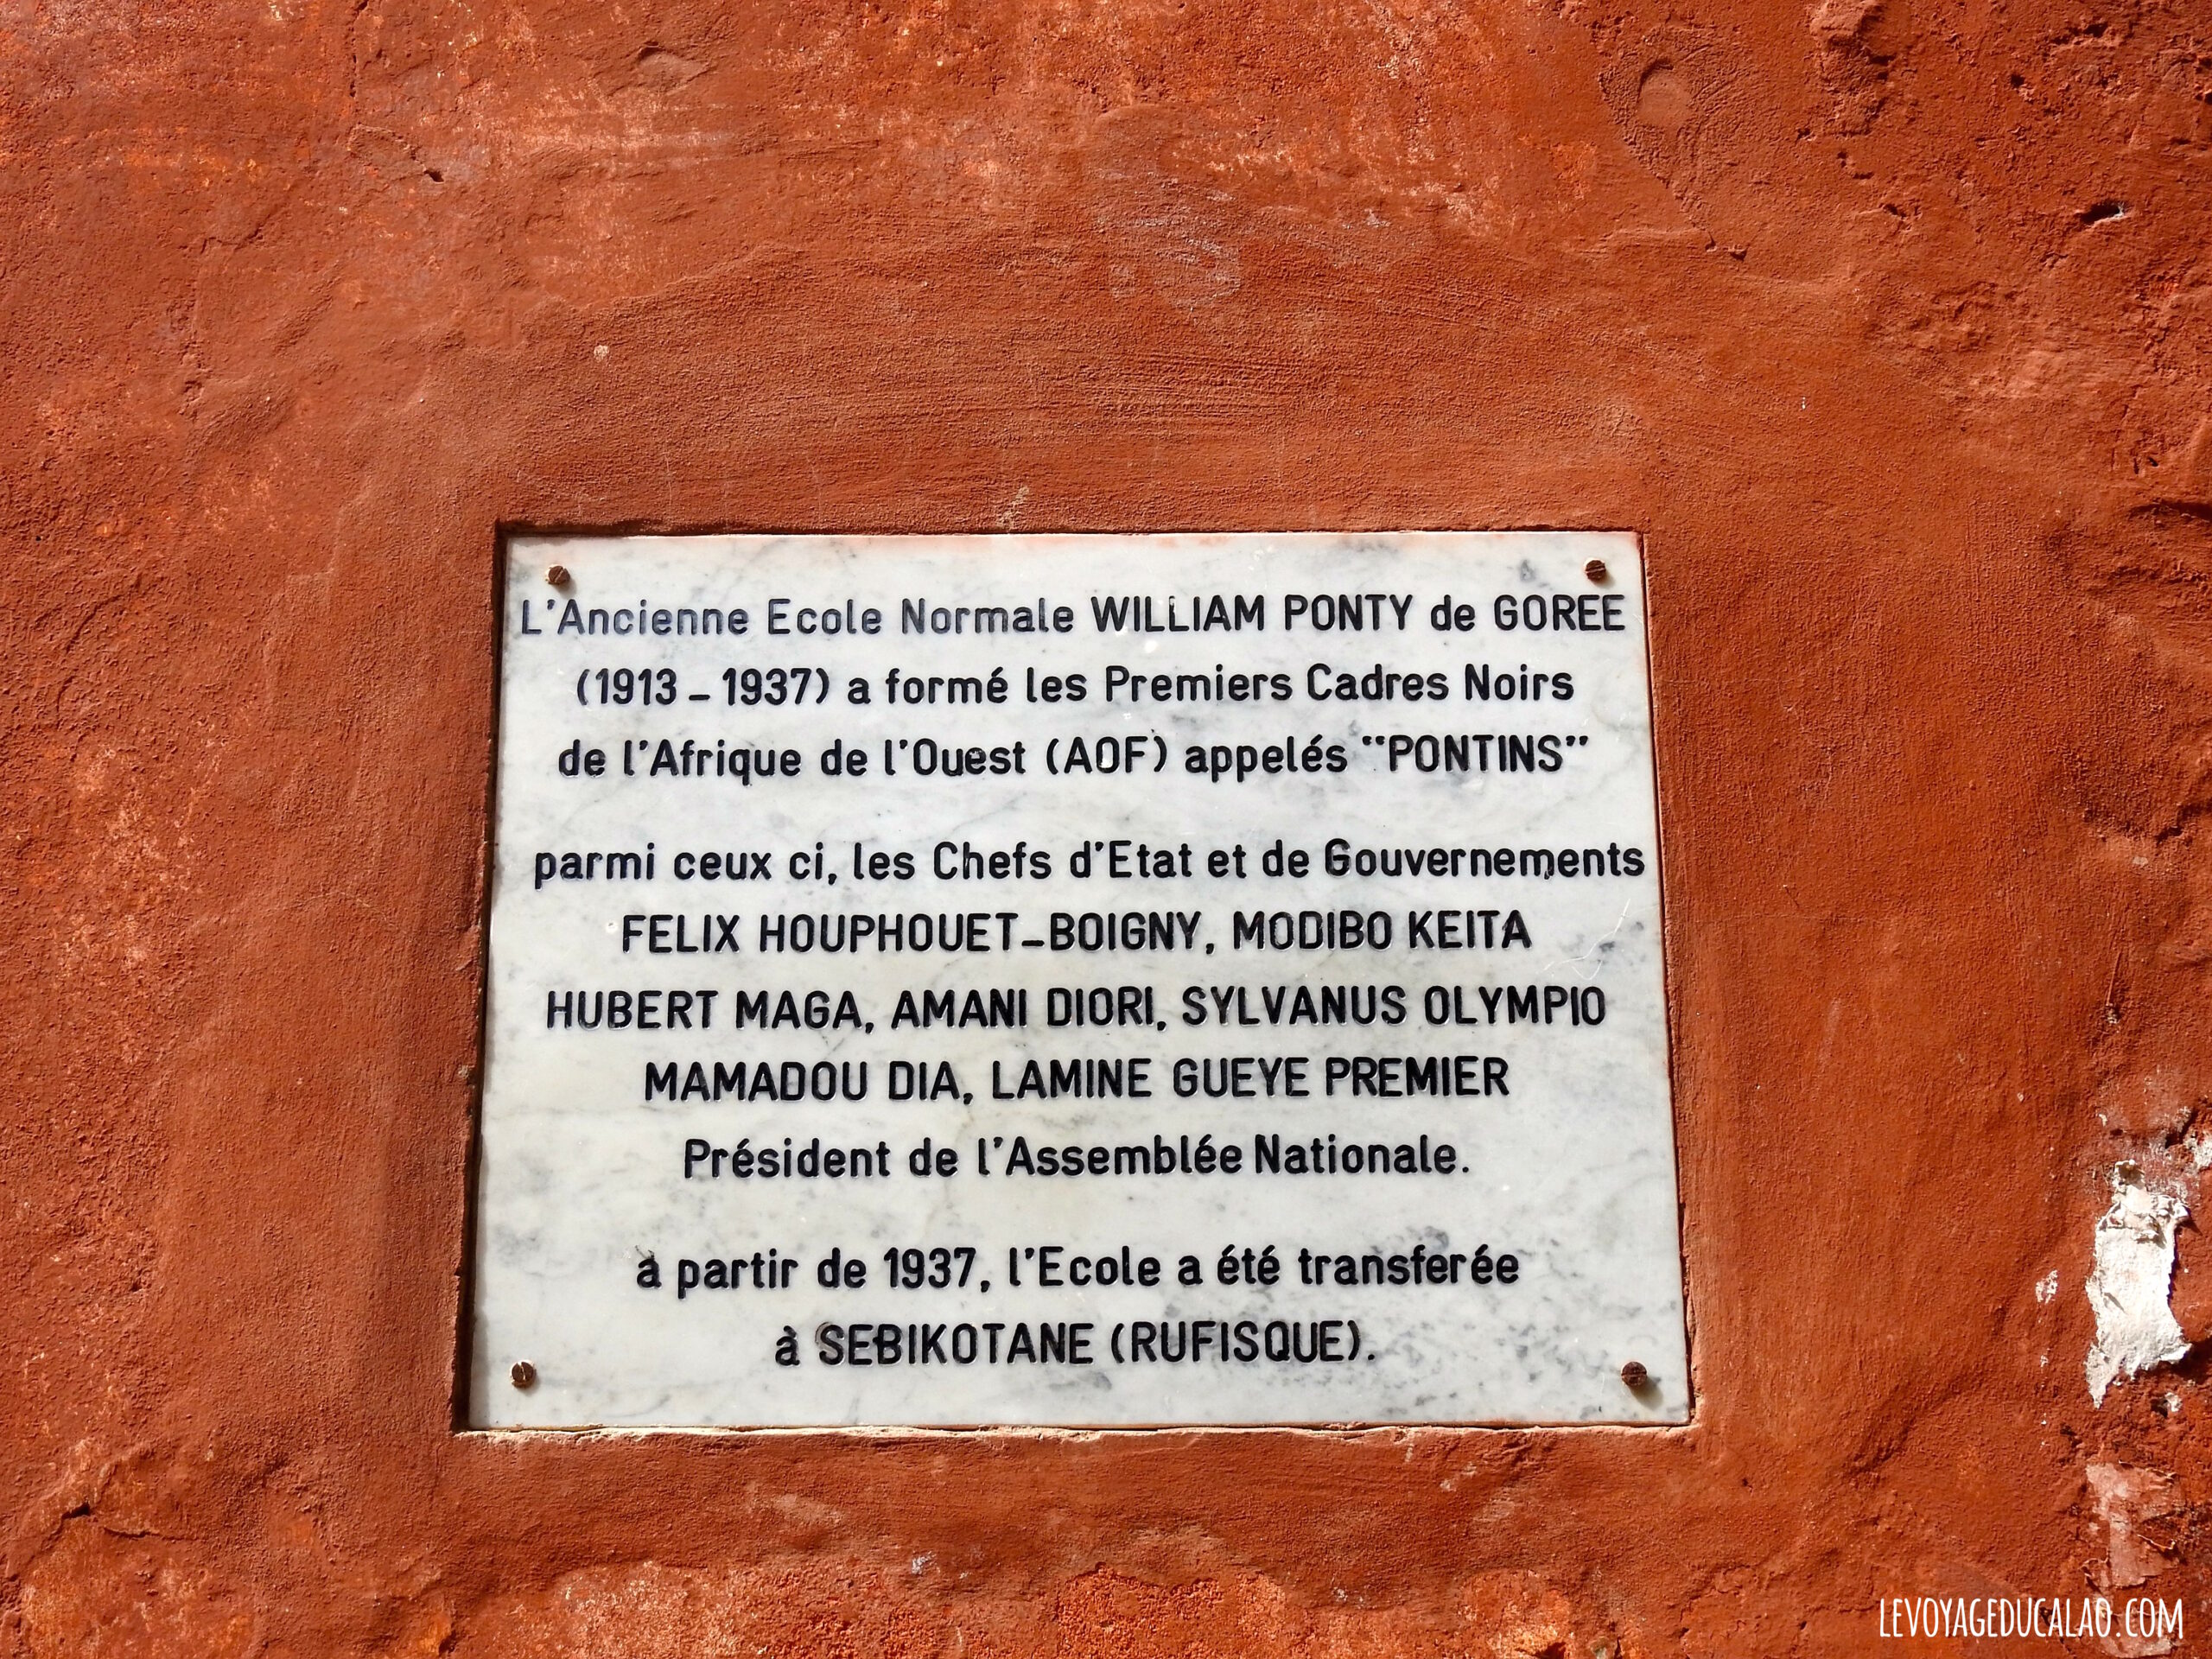 L'Ancienne Ecole Normale WILLIAM PONTY de GOREE
(1913 - 1937) a formé les Premiers Cadres Noirs
de l'Afrique de l'Ouest (AOF) appelés "PONTINS"
parmi ceux ci, les Chefs d'Etat et de Gouvernements
FELIX HOUPHOUET-BOIGNY, MODIBO KEITA
HUBERT MAGA, AMANI DIORI, SYLVANUS OLYMPIO
MAMADOU DIA, LAMINE GUEYE PREMIER
Président de l'Assemblée Nationale.
à partir de 1937, l'Ecole a été transferée
à SEBIKOTANE (RUFISQUE).
LEVOYAGEDUCALAO.COM